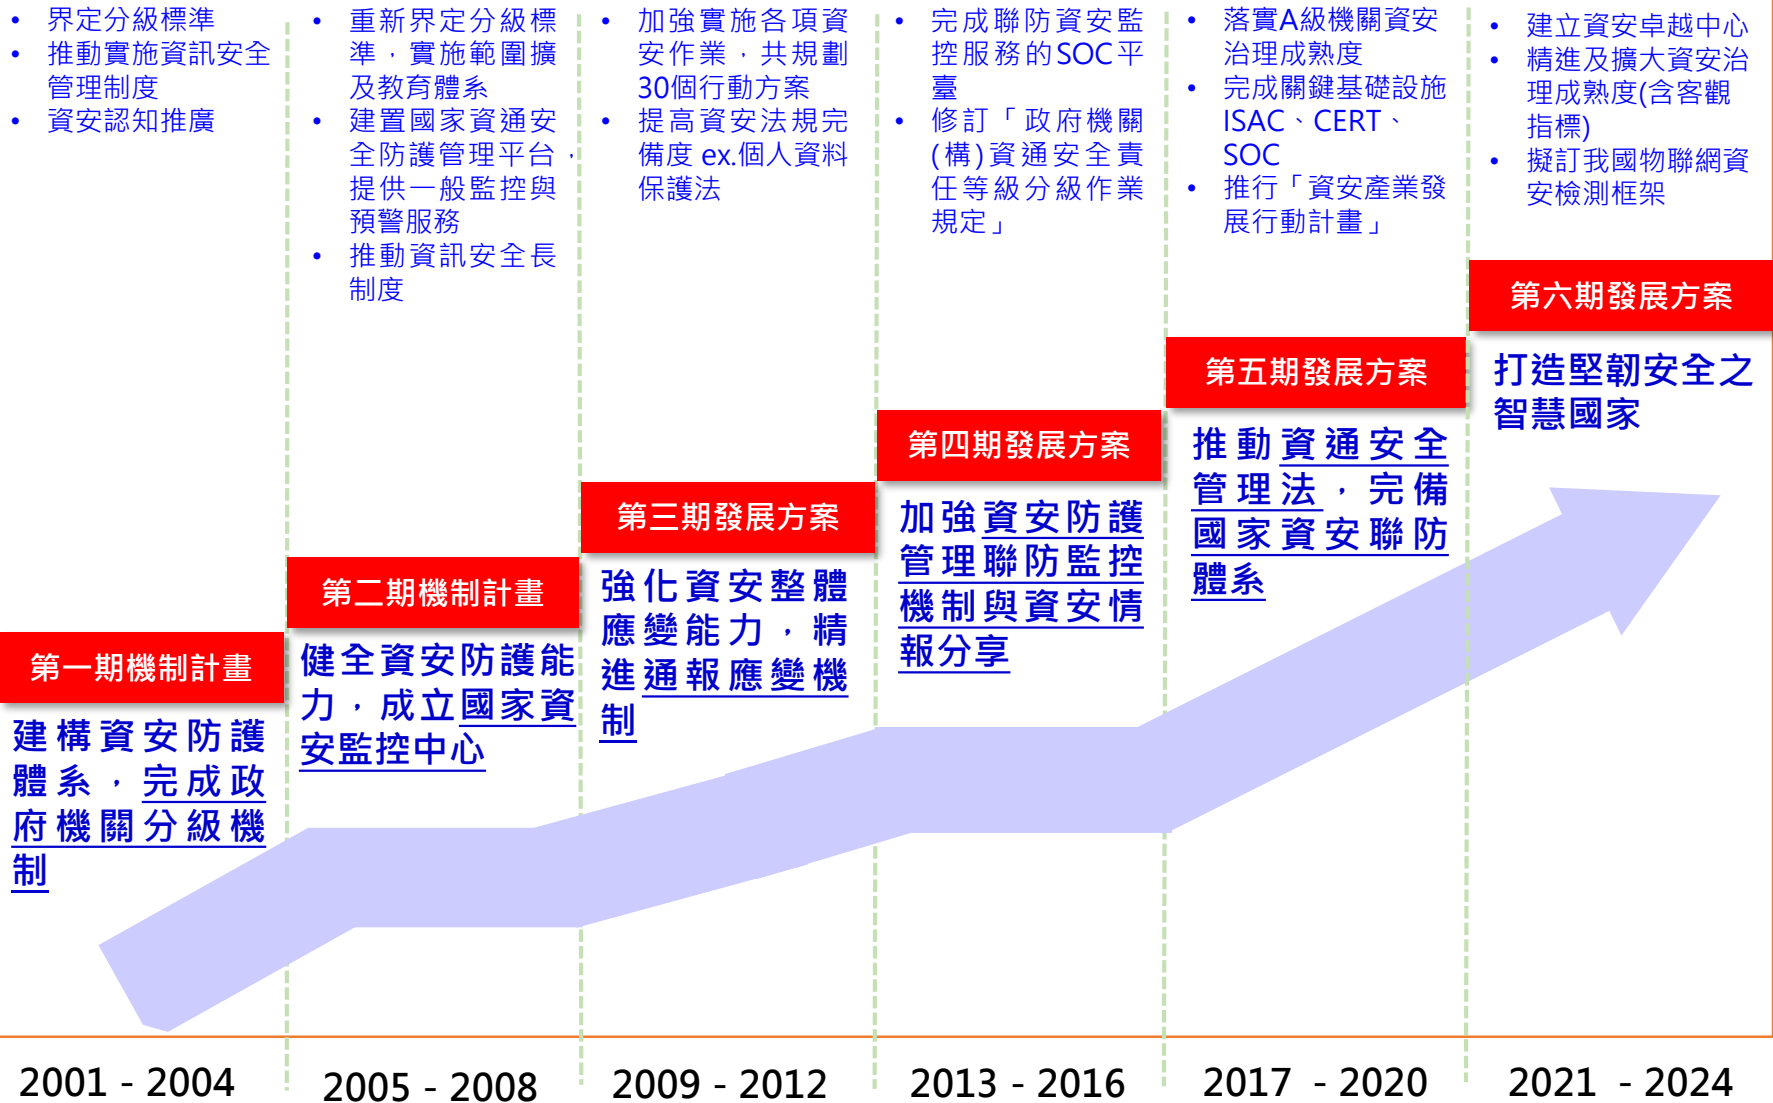 • 界定分級標準
• 推動實施資訊安全
管理制度
• 資安認知推廣
第一期機制計畫
建構資安防護
體系，完成政
府機關分級機
制
2001 - 2004
• 重新界定分級標
準，實施範圍擴
及教育體系
• 建置國家資通安
全防護管理平台，
提供一般監控與
預警服務
• 推動資訊安全長
制度
第二期機制計畫
健全資安防護能
力，成立國家資
安監控中心
2005 - 2008
• 加強實施各項資
安作業，共規劃
30個行動方案
• 提高資安法規完
備度 ex.個人資料
保護法
第三期發展方案
強化資安整體
應變能力，精
進通報應變機
制
2009 - 2012
• 完成聯防資安監
控服務的SOC平
臺
• 修訂「政府機關
(構)資通安全責
任等級分級作業
規定」
第四期發展方案
加強資安防護
管理聯防監控
機制與資安情
報分享
2013 - 2016
• 落實A級機關資安
治理成熟度
• 完成關鍵基礎設施
ISAC、CERT、
SOC
• 推行「資安產業發
展行動計畫」
第五期發展方案
推動資通安全
管理法，完備
國家資安聯防
體系
2017 - 2020
• 建立資安卓越中心
• 精進及擴大資安治
理成熟度(含客觀
指標)
• 擬訂我國物聯網資
安檢測框架
第六期發展方案
打造堅韌安全之
智慧國家
2021 - 2024